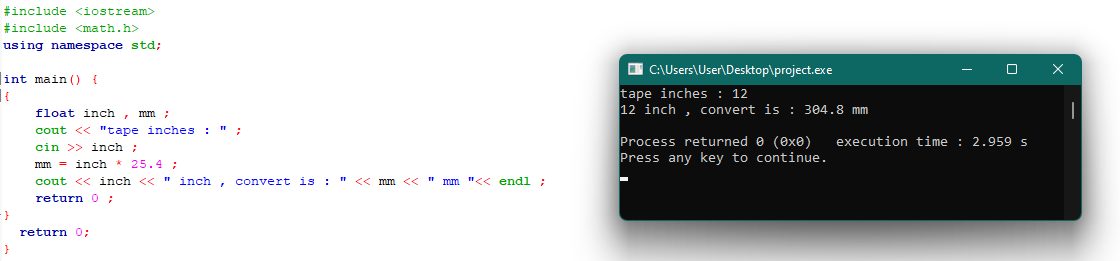 #include <iostream>
#include <math.h>
using namespace std;
int main() {
{
float inch , mm ;
cout << "tape inches : " ;
cin >> inch ;
mm = inch * 25.4 ;
cout << inch << " inch , convert is : " << mm << " mm "<< endl ;
return 0 ;
}
return 0;
}
C:\Users\User\Desktop\project.exe
tape inches : 12
12 inch , convert is : 304.8 mm
Process returned 0 (0x0)   execution time : 2.959 s
Press any key to continue.